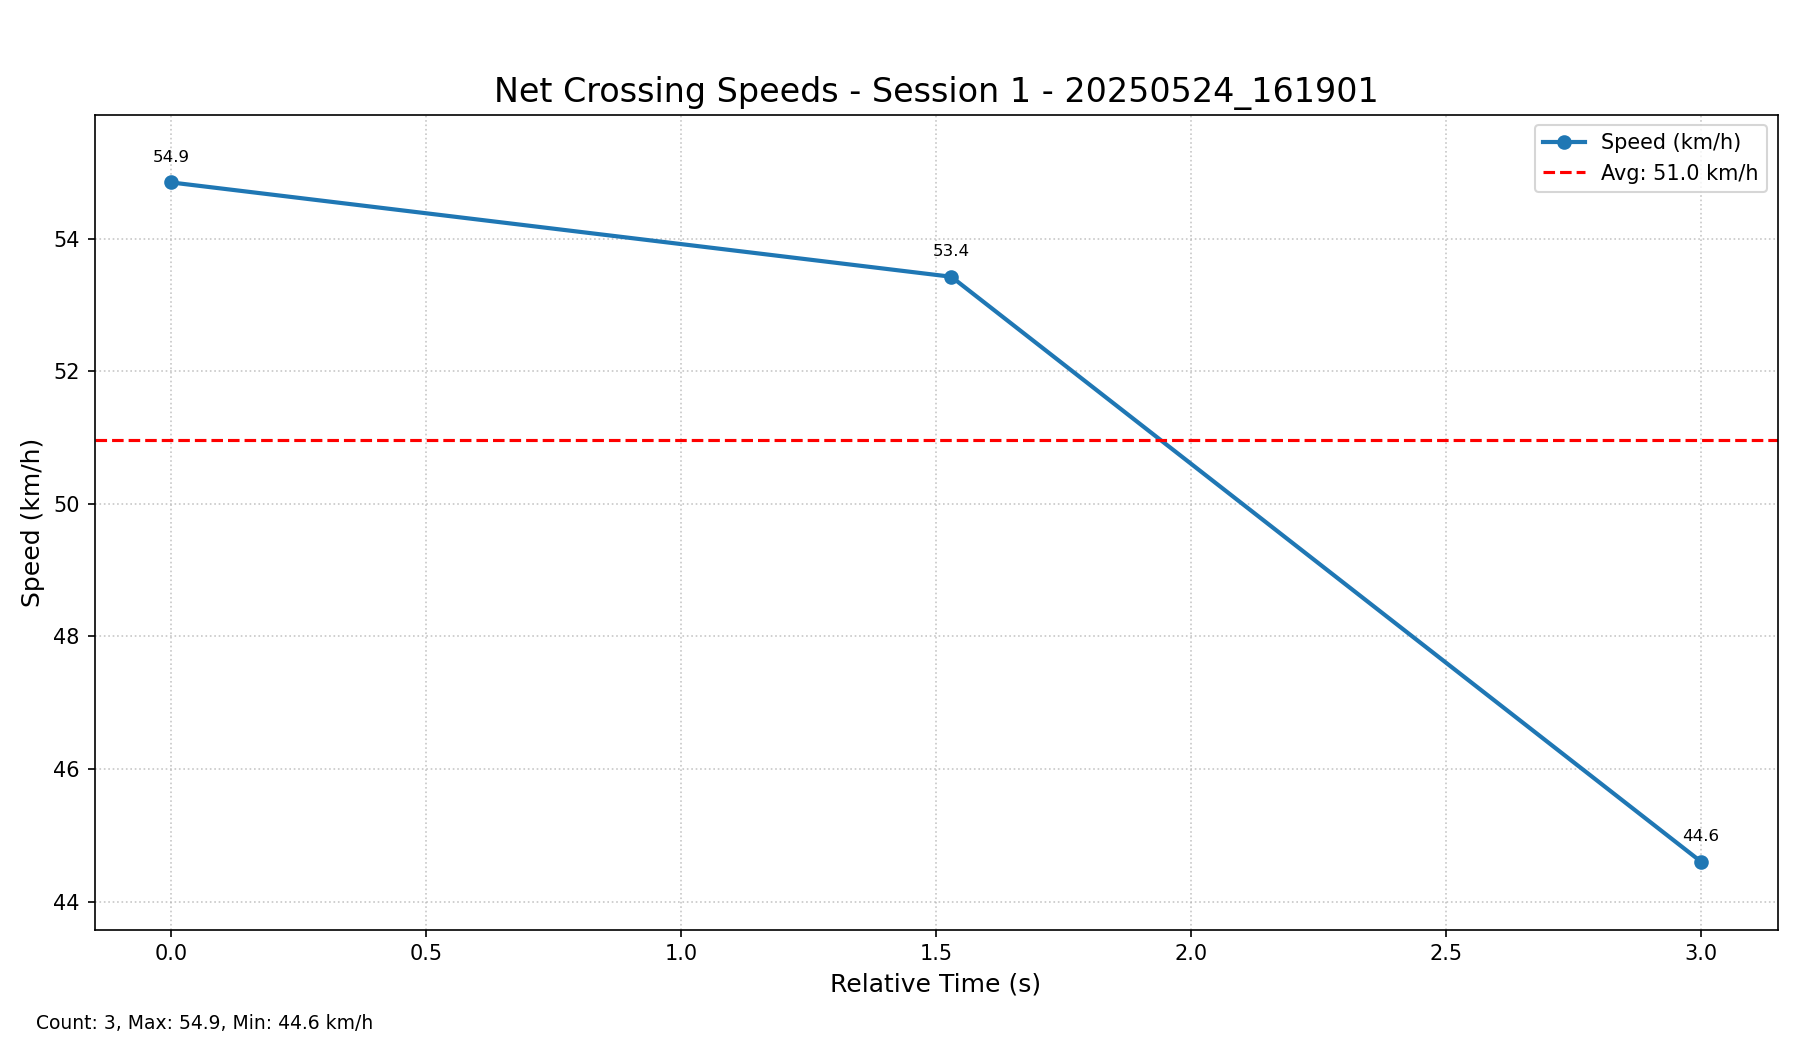 Net Crossing Speeds - Session 1 - 20250524_161901
Speed (km/h)
Avg: 51.0 km/h
54.9
53.4
44.6
54
52
50
48
46
44
Speed (km/h)
0.0 0.5 1.0 1.5 2.0 2.5 3.0
Relative Time (s)
Count: 3, Max: 54.9, Min: 44.6 km/h